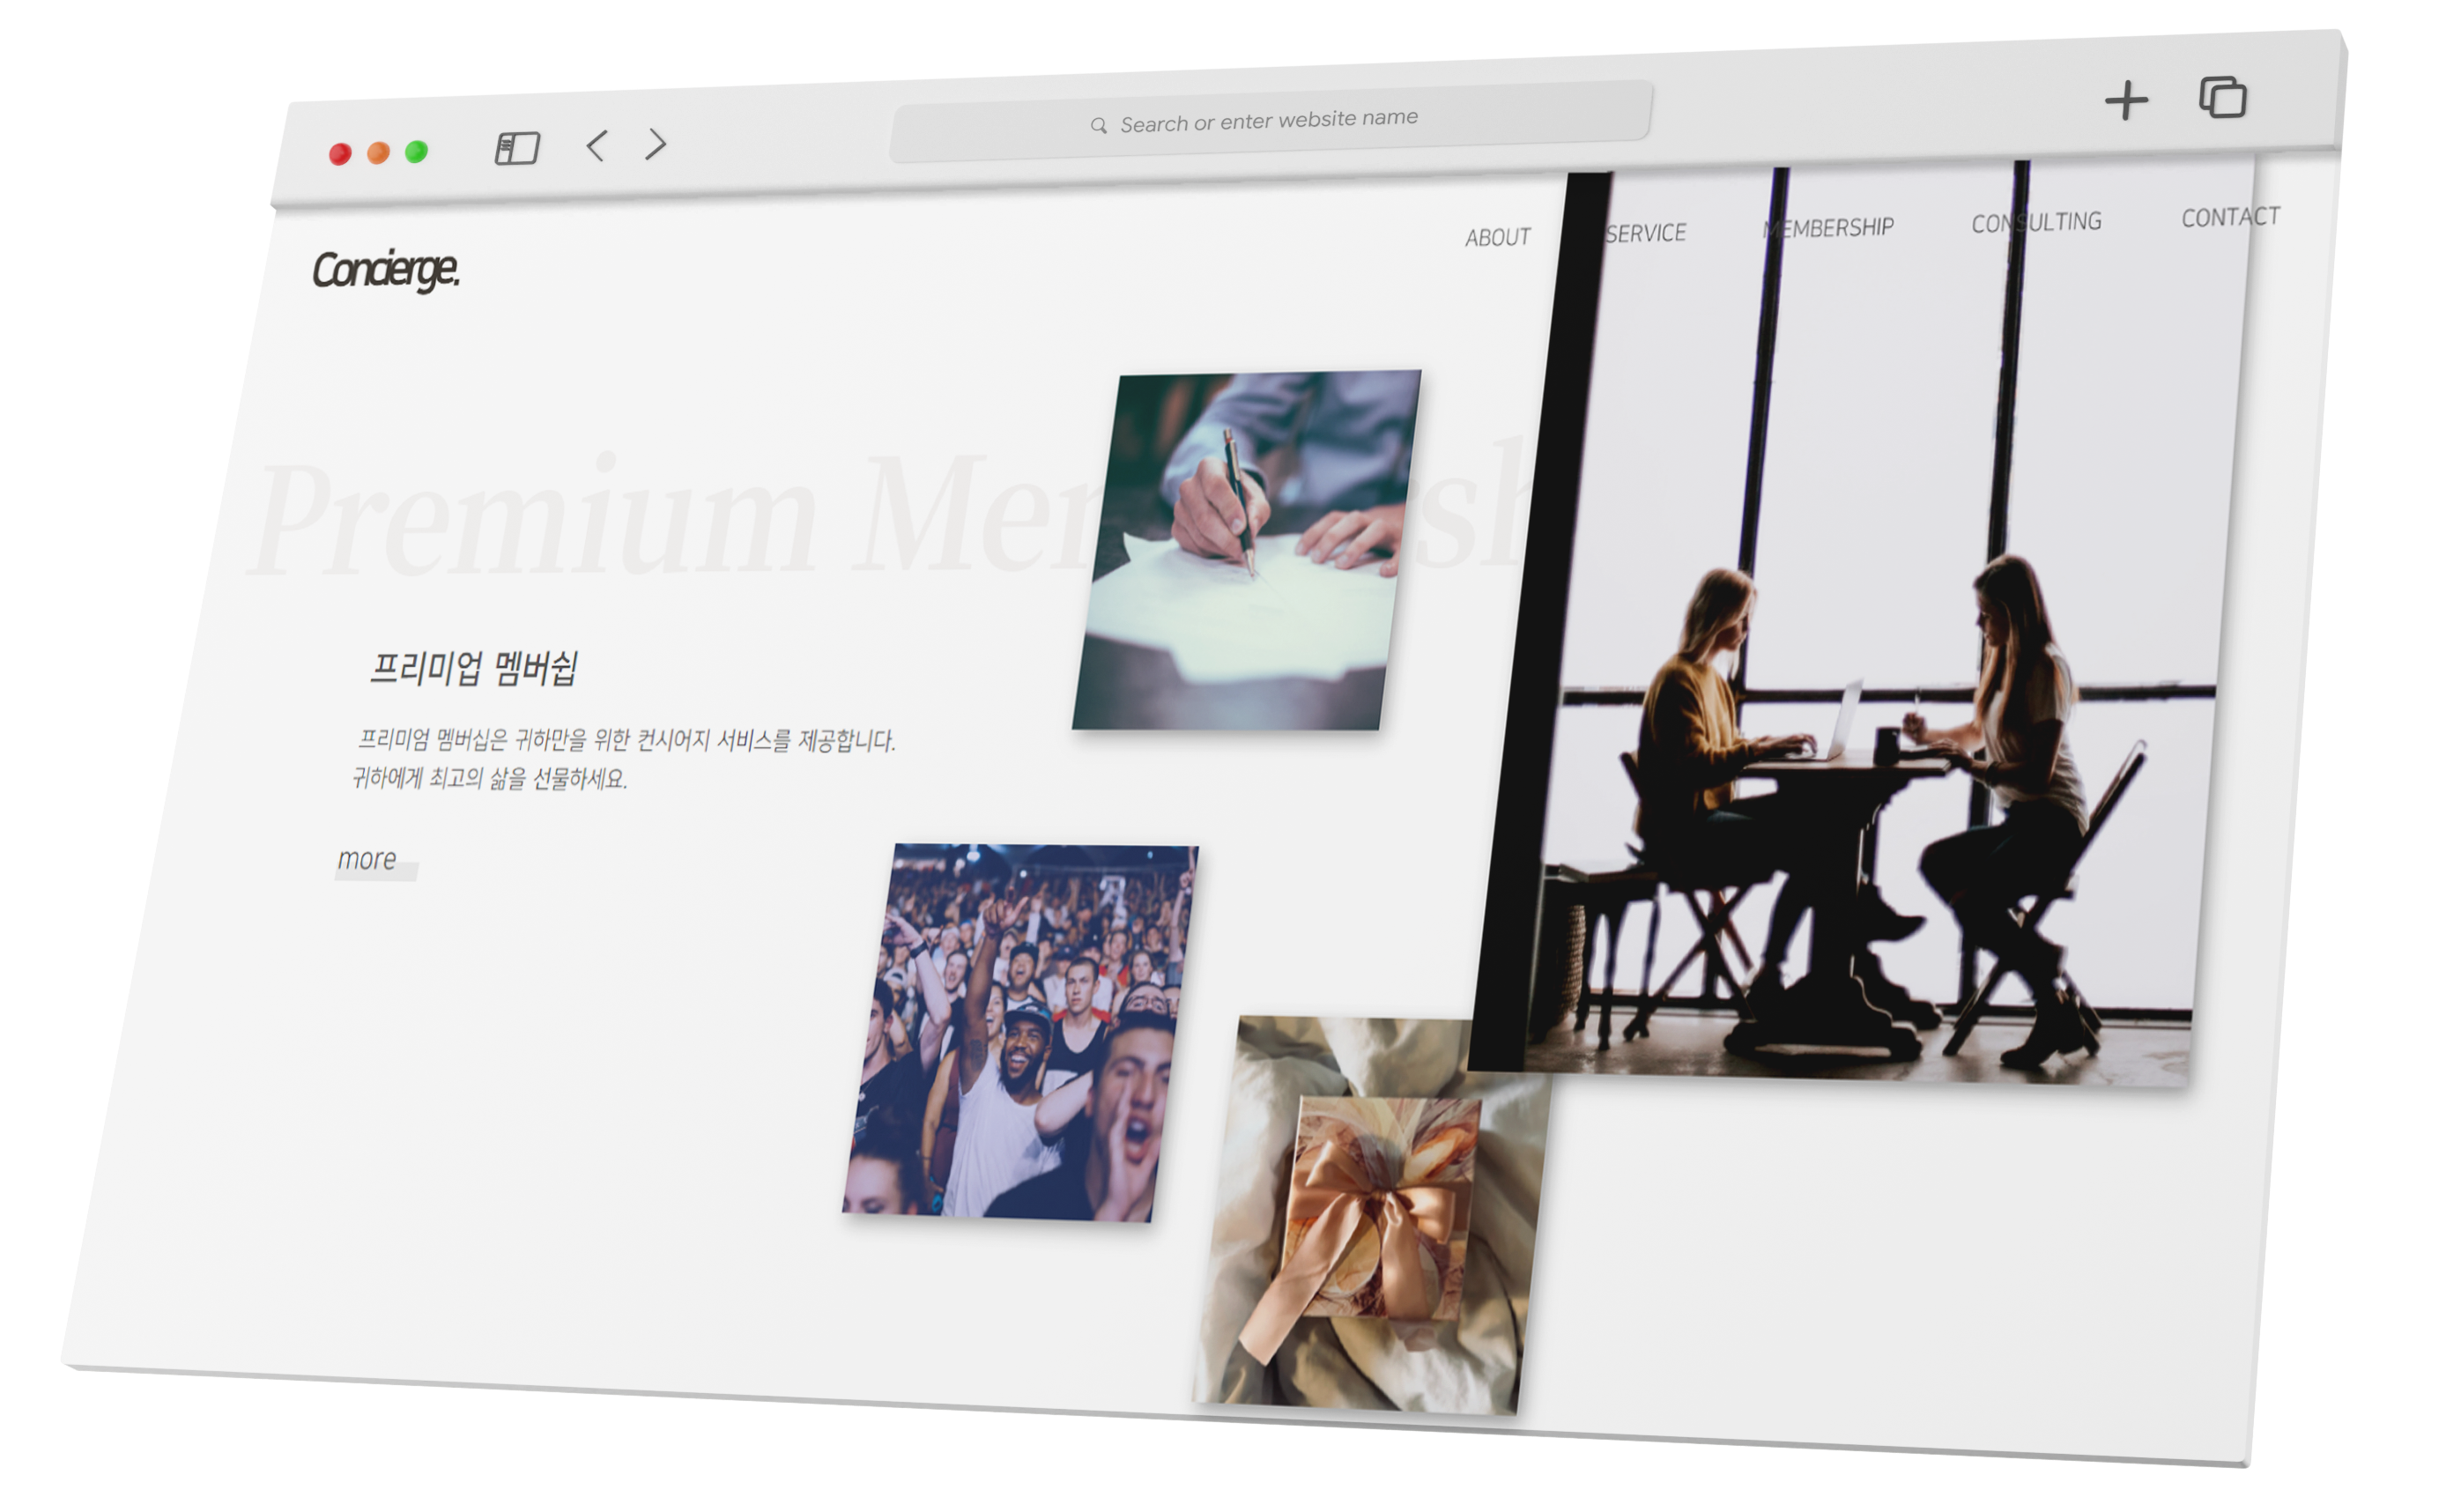 Search or enter website name
Concierge.
ABOUT SERVICE MEMBERSHIP CONSULTING CONTACT
Premium Mem rsh
프리미엄 멤버쉽
프리미엄 멤버십은 귀하만을 위한 컨시어지 서비스를 제공합니다.
귀하에게 최고의 삶을 선물하세요.
more